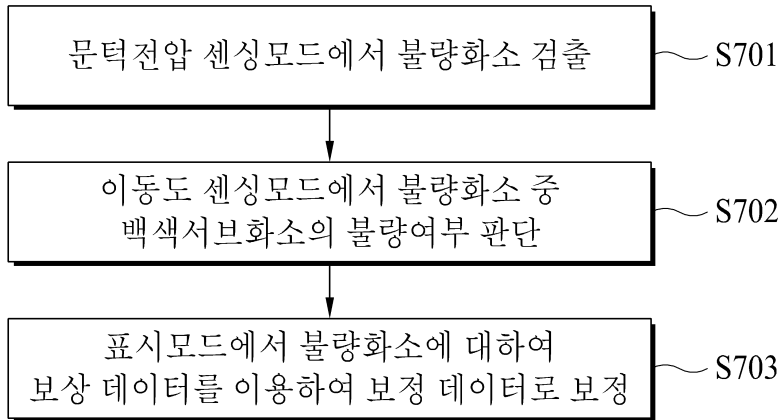 문턱전압 센싱모드에서 불량화소 검출
S701
이동도 센싱모드에서 불량화소 중
백색서브화소의 불량여부 판단
S702
표시모드에서 불량화소에 대하여
보상 데이터를 이용하여 보정 데이터로 보정
S703